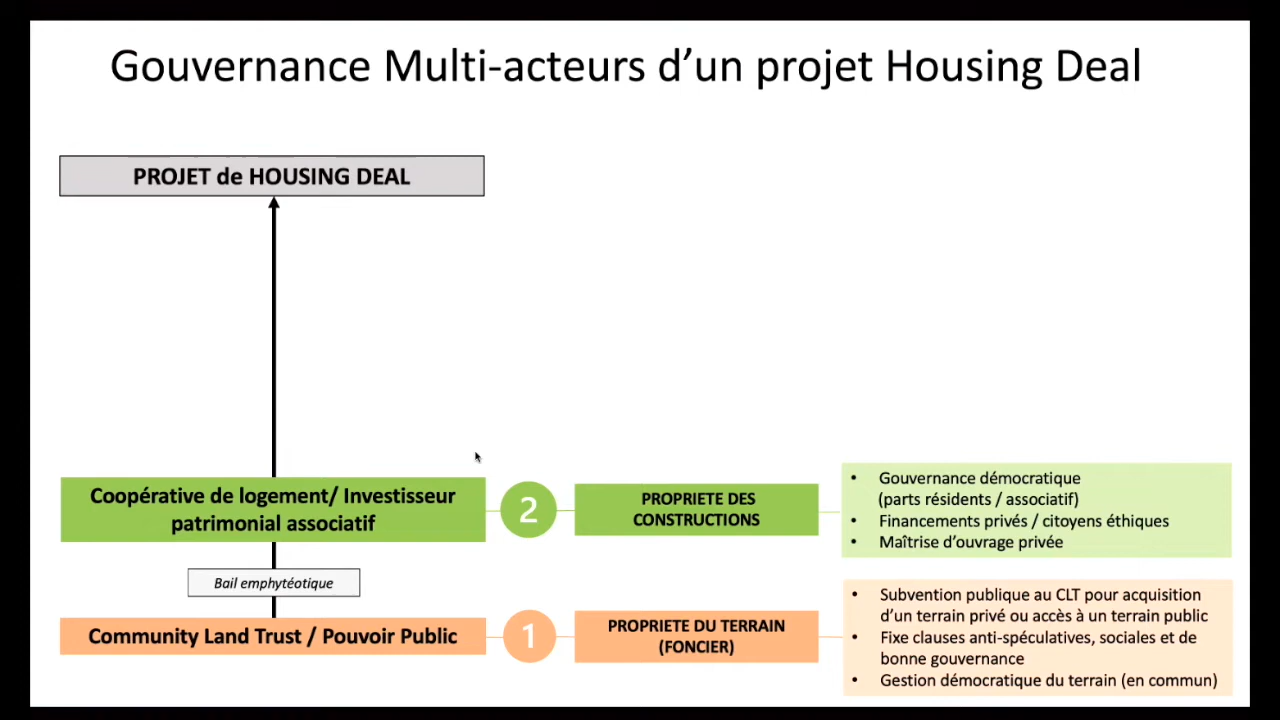 Gouvernance Multi-acteurs d’un projet Housing Deal
PROJET de HOUSING DEAL
Coopérative de logement/ Investisseur
patrimonial associatif
2
PROPRIETE DES
CONSTRUCTIONS
• Gouvernance démocratique
(parts résidents / associatif)
• Financements privés / citoyens éthiques
• Maîtrise d’ouvrage privée
Bail emphytéotique
Community Land Trust / Pouvoir Public
1
PROPRIETE DU TERRAIN
(FONCIER)
• Subvention publique au CLT pour acquisition
d’un terrain privé ou accès à un terrain public
• Fixe clauses anti-spéculatives, sociales et de
bonne gouvernance
• Gestion démocratique du terrain (en commun)